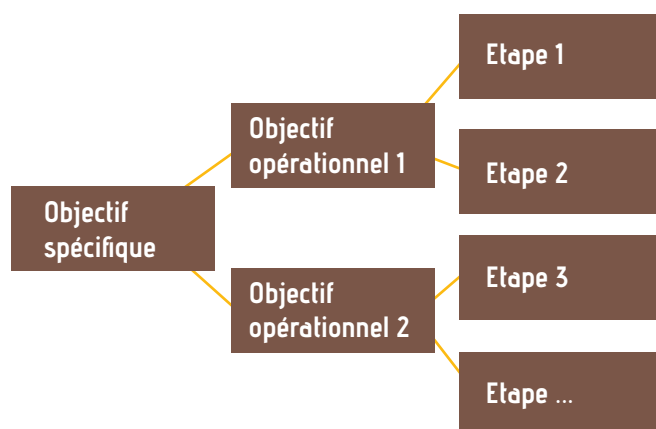 Objectif
spécifique
Objectif
opérationnel 1
Etape 1
Etape 2
Objectif
opérationnel 2
Etape 3
Etape ...